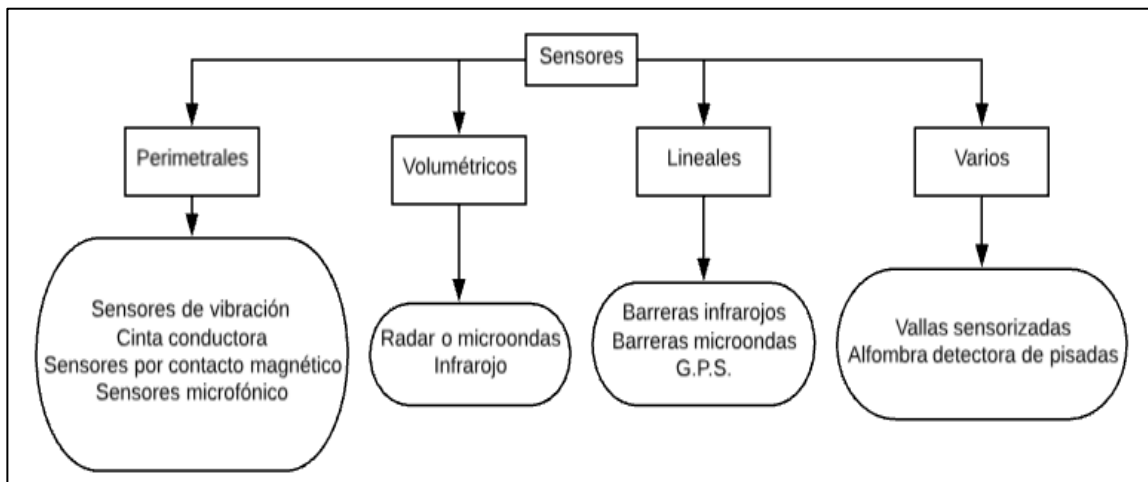 Sensores
Perimetrales
Volumétricos
Lineales
Varios
Sensores de vibración
Cinta conductora
Sensores por contacto magnético
Sensores microfónico
Radar o microondas
Infrarojo
Barreras infrarojos
Barreras microondas
G.P.S.
Vallas sensorizadas
Alfombra detectora de pisadas